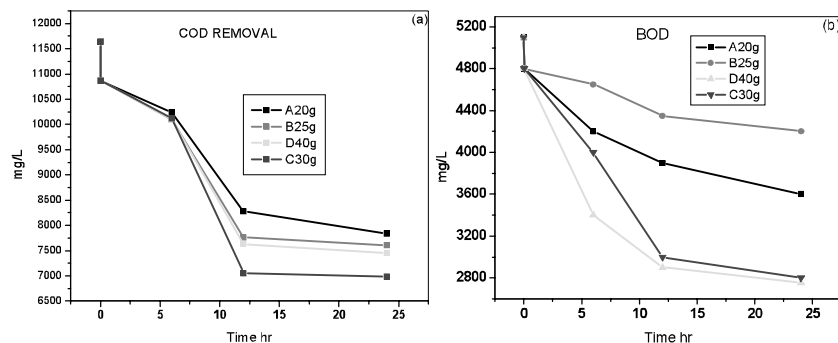 (a)
COD REMOVAL
12000
11500
11000
10500
10000
9500
9000
8500
8000
7500
7000
6500
mg/L
A20g
B25g
D40g
C30g
0 5 10 15 20 25
Time hr
(b)
BOD
5200
4800
4400
4000
3600
3200
2800
mg/L
A20g
B25g
D40g
C30g
0 5 10 15 20 25
Time hr